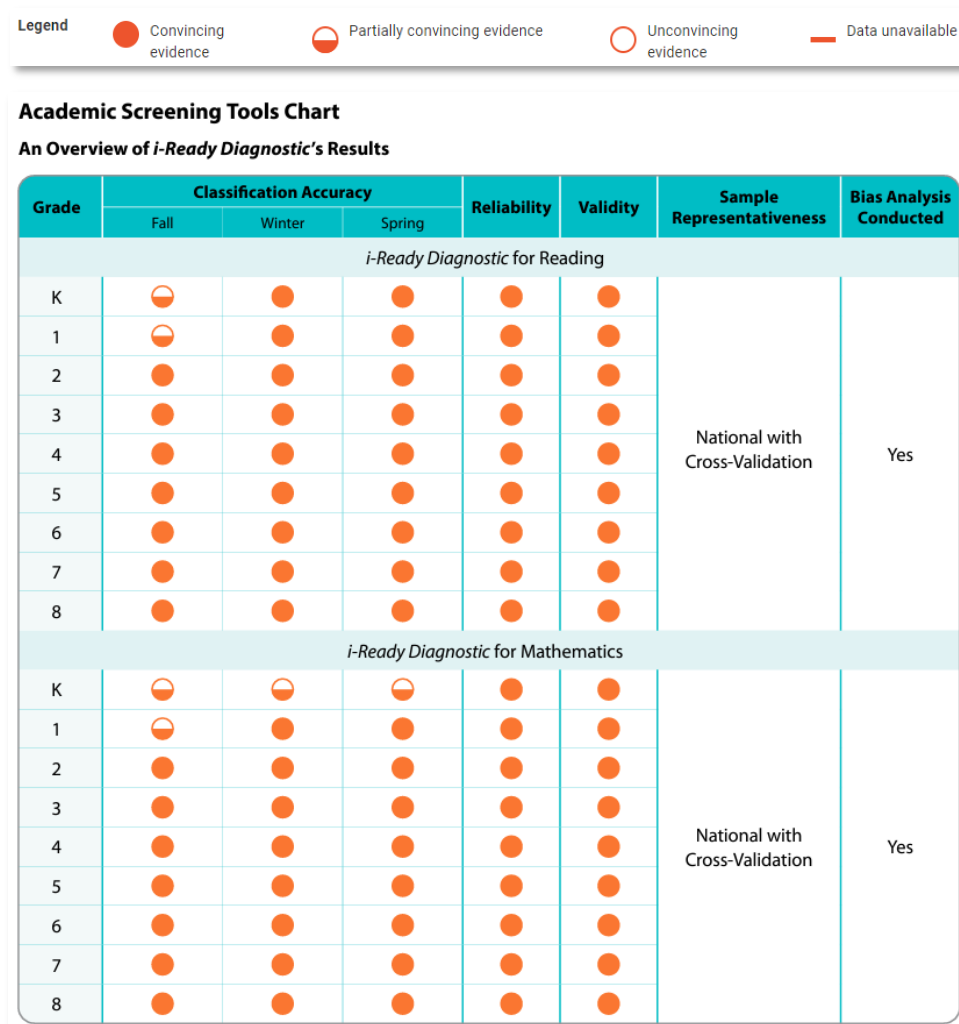 Legend
Convincing
evidence
Partially convincing evidence
Unconvincing
evidence
Data unavailable
Academic Screening Tools Chart
An Overview of i-Ready Diagnostic's Results
Grade
Classification Accuracy
Fall
Winter
Spring
Reliability
Validity
Sample
Representativeness
Bias Analysis
Conducted
i-Ready Diagnostic for Reading
K
1
2
3
4
5
6
7
8
National with
Cross-Validation
Yes
i-Ready Diagnostic for Mathematics
K
1
2
3
4
5
6
7
8
National with
Cross-Validation
Yes